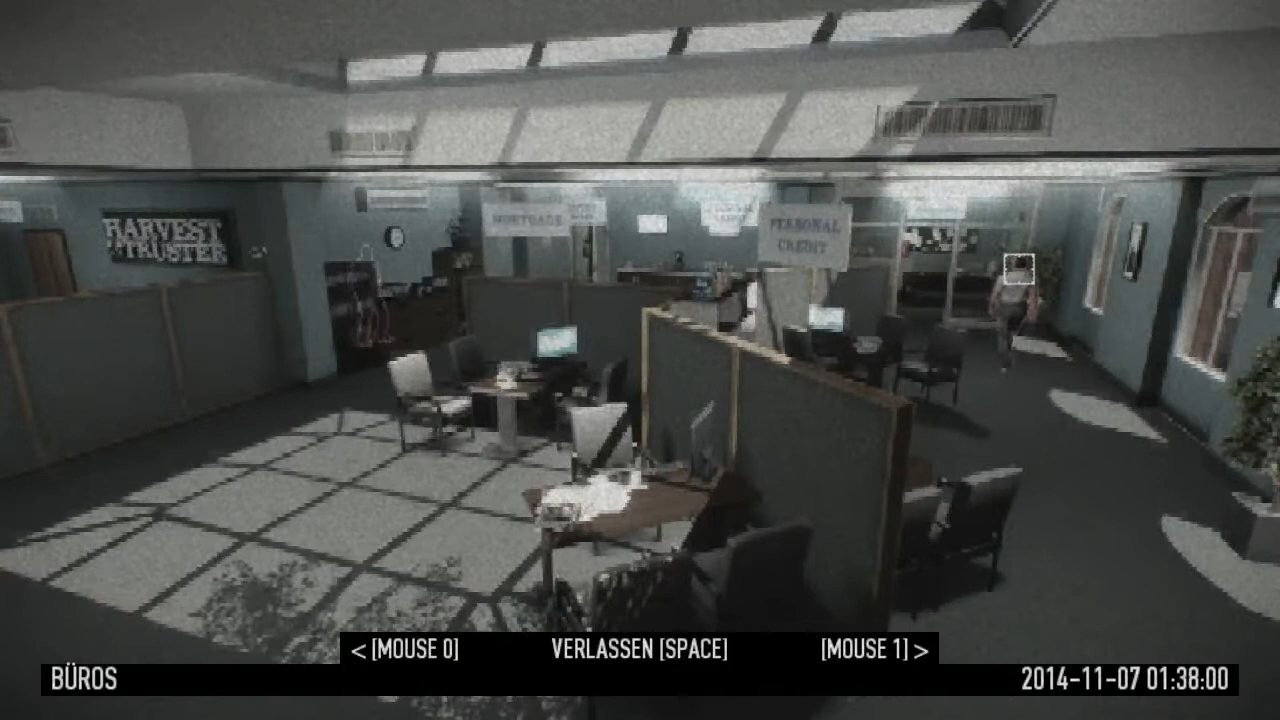 HARVEST
& TRUSTEE
MORTGAGE
PERSONAL
CREDIT
< [MOUSE 0] VERLASSEN [SPACE] [MOUSE 1] >
BÜROS 2014-11-07 01:38:00